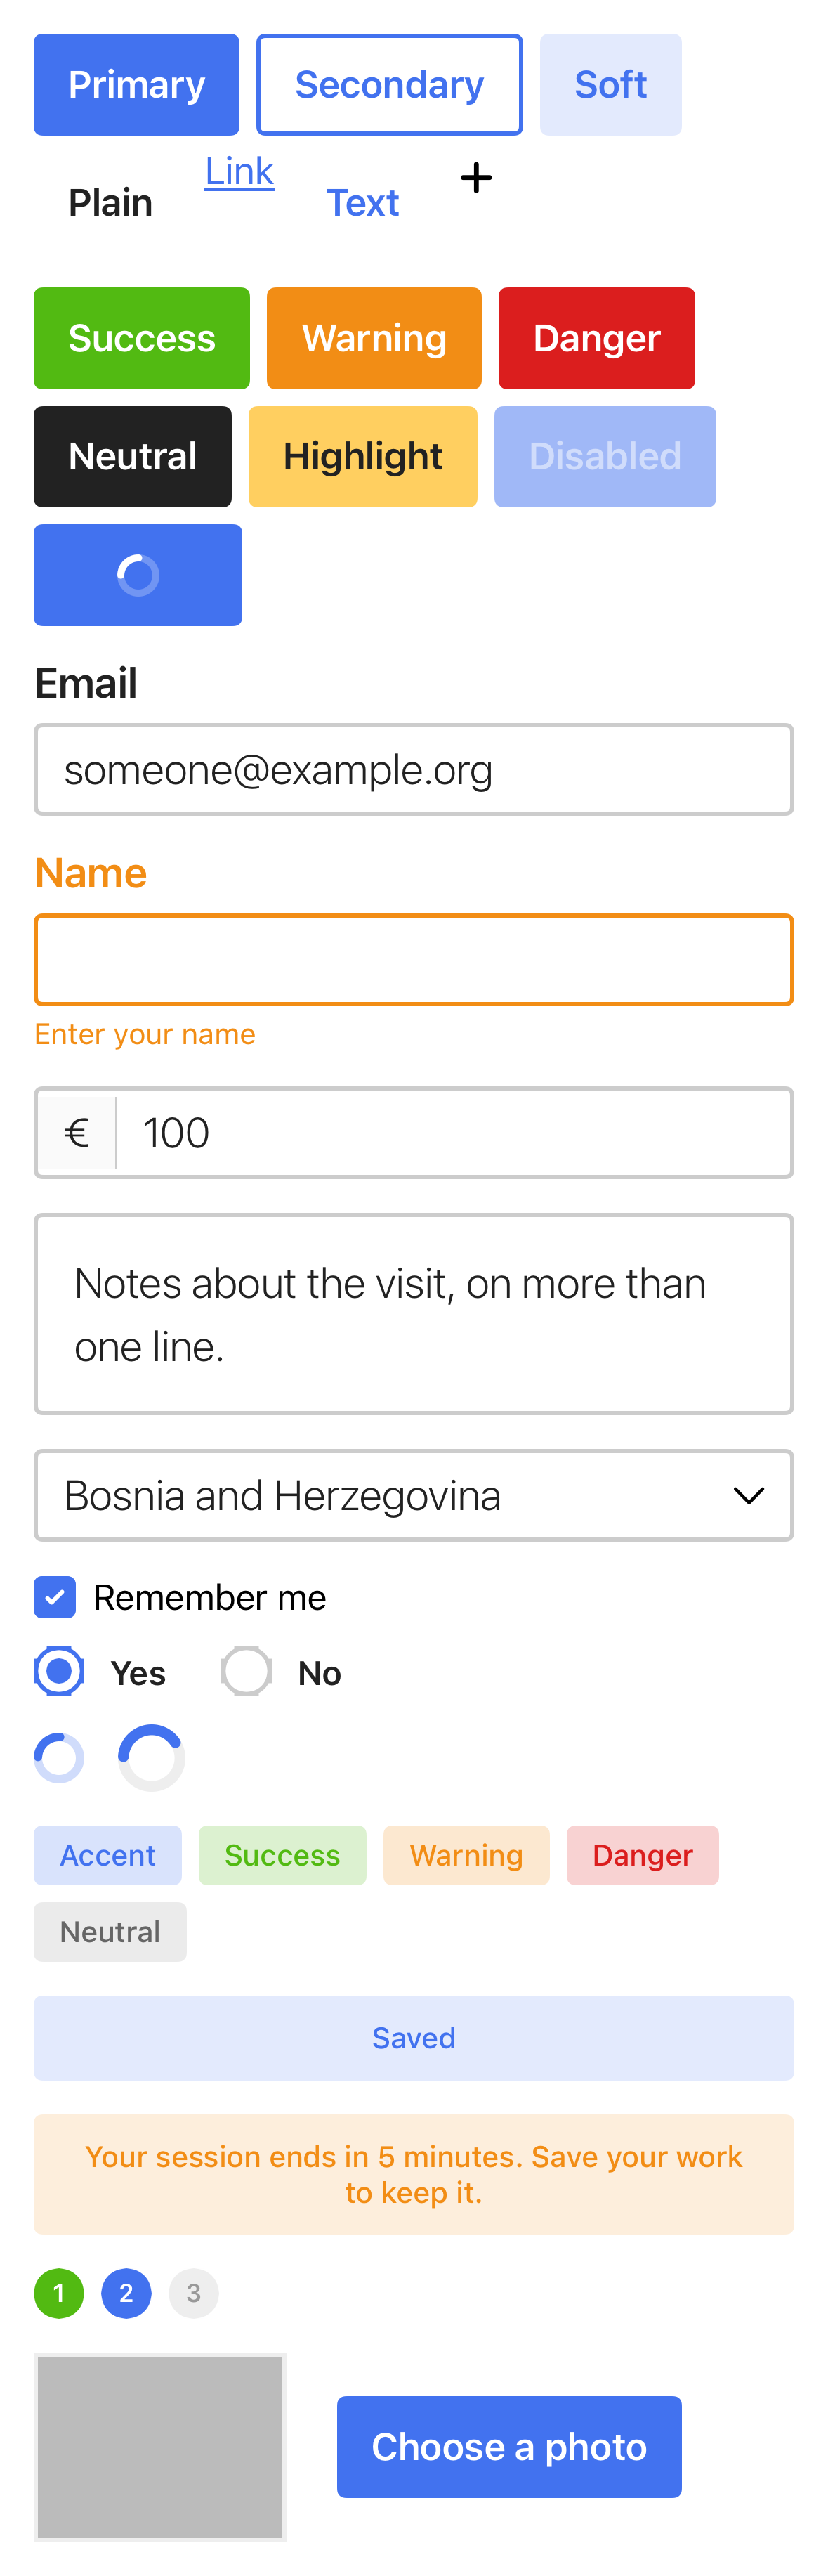 Primary
Secondary
Soft
Plain
Link
Text
Success
Warning
Danger
Neutral
Highlight
Disabled
Email
someone@example.org
Name
Enter your name
€ 100
Notes about the visit, on more than
one line.
Bosnia and Herzegovina
Remember me
Yes
No
Accent
Success
Warning
Danger
Neutral
Saved
Your session ends in 5 minutes. Save your work
to keep it.
1
2
3
Choose a photo